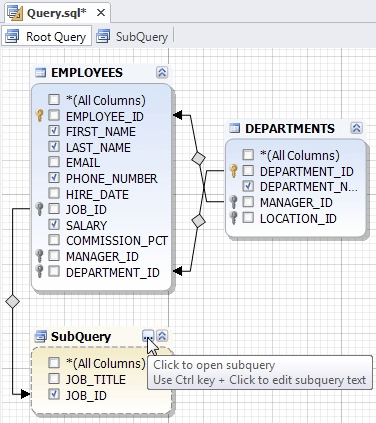 Query.sql*
Root Query SubQuery
EMPLOYEES
*(All Columns)
EMPLOYEE_ID
FIRST_NAME
LAST_NAME
EMAIL
PHONE_NUMBER
HIRE_DATE
JOB_ID
SALARY
COMMISSION_PCT
MANAGER_ID
DEPARTMENT_ID
DEPARTMENTS
*(All Columns)
DEPARTMENT_ID
DEPARTMENT_N...
MANAGER_ID
LOCATION_ID
SubQuery
*(All Columns)
JOB_TITLE
JOB_ID
Click to open subquery
Use Ctrl key + Click to edit subquery text